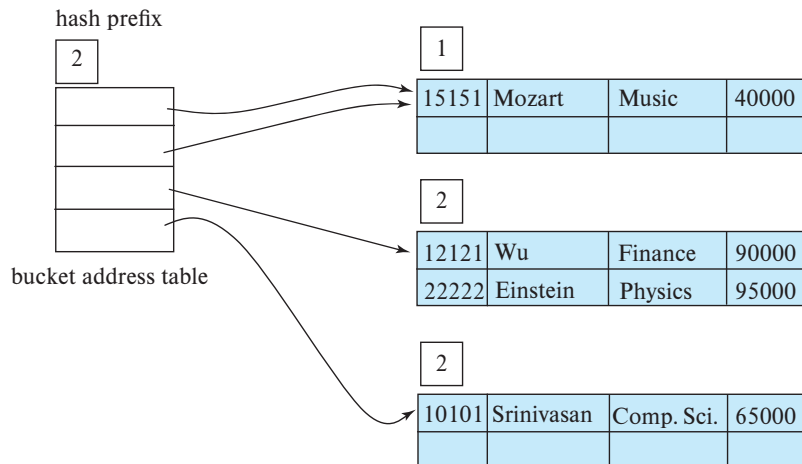 hash prefix
2
bucket address table
1
15151 Mozart Music 40000
2
12121 Wu Finance 90000
22222 Einstein Physics 95000
2
10101 Srinivasan Comp. Sci. 65000